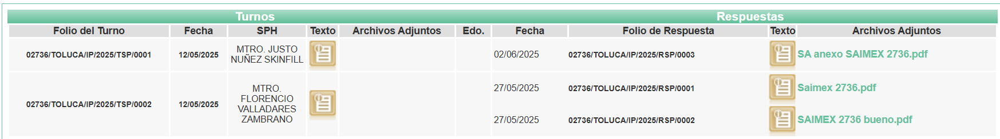 Turnos Respuestas
Folio del Turno Fecha SPH Texto Archivos Adjuntos Edo. Fecha Folio de Respuesta Texto Archivos Adjuntos
02736/TOLUCA/IP/2025/TSP/0001 12/05/2025 MTRO. JUSTO
NUÑEZ SKINFILL
02/06/2025 02736/TOLUCA/IP/2025/RSP/0003 SA anexo SAIMEX 2736.pdf
02736/TOLUCA/IP/2025/TSP/0002 12/05/2025 MTRO.
FLORENCIO
VALLADARES
ZAMBRANO
27/05/2025 02736/TOLUCA/IP/2025/RSP/0001 Saimex 2736.pdf
27/05/2025 02736/TOLUCA/IP/2025/RSP/0002 SAIMEX 2736 bueno.pdf